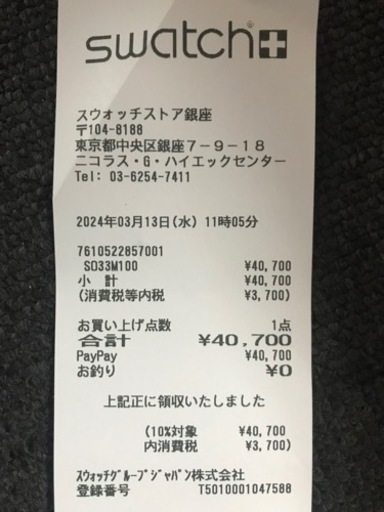 swatch
スウォッチストア銀座
〒104-8188
東京都中央区銀座7-9-18
ニコラス・G・ハイエックセンター
Tel: 03-6254-7411
2024年03月13日(水) 11時05分
7610522857001
SO33M100 ¥40,700
小 計 ¥40,700
(消費税等内税 ¥3,700)
お買い上げ点数 1点
合計 ¥40,700
PayPay ¥40,700
お釣り ¥0
上記正に領収いたしました
(10%対象 ¥40,700
内消費税 ¥3,700)
スウォッチグループジャパン株式会社
登録番号 T5010001047588